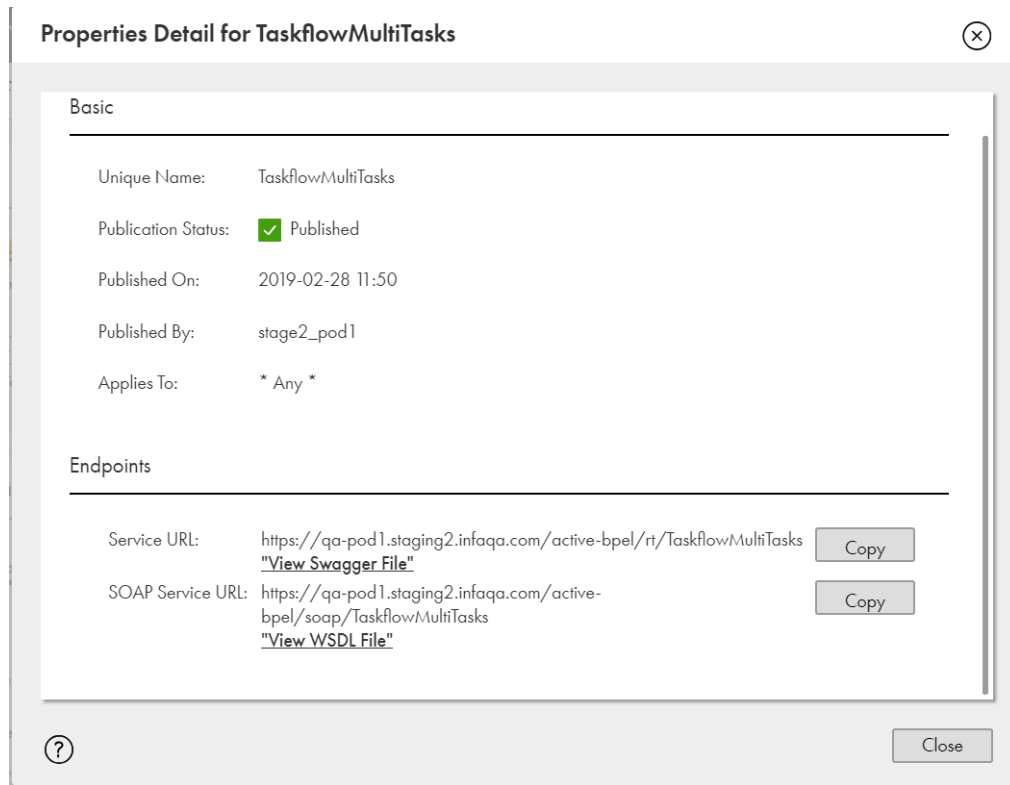 Properties Detail for TaskflowMultiTasks
Basic
Unique Name: TaskflowMultiTasks
Publication Status: Published
Published On: 2019-02-28 11:50
Published By: stage2_pod1
Applies To: * Any *
Endpoints
Service URL: https://qa-pod1.staging2.infaqa.com/active-bpel/rt/TaskflowMultiTasks Copy
"View Swagger File"
SOAP Service URL: https://qa-pod1.staging2.infaqa.com/active- Copy
bpel/soap/TaskflowMultiTasks
"View WSDL File"
? Close